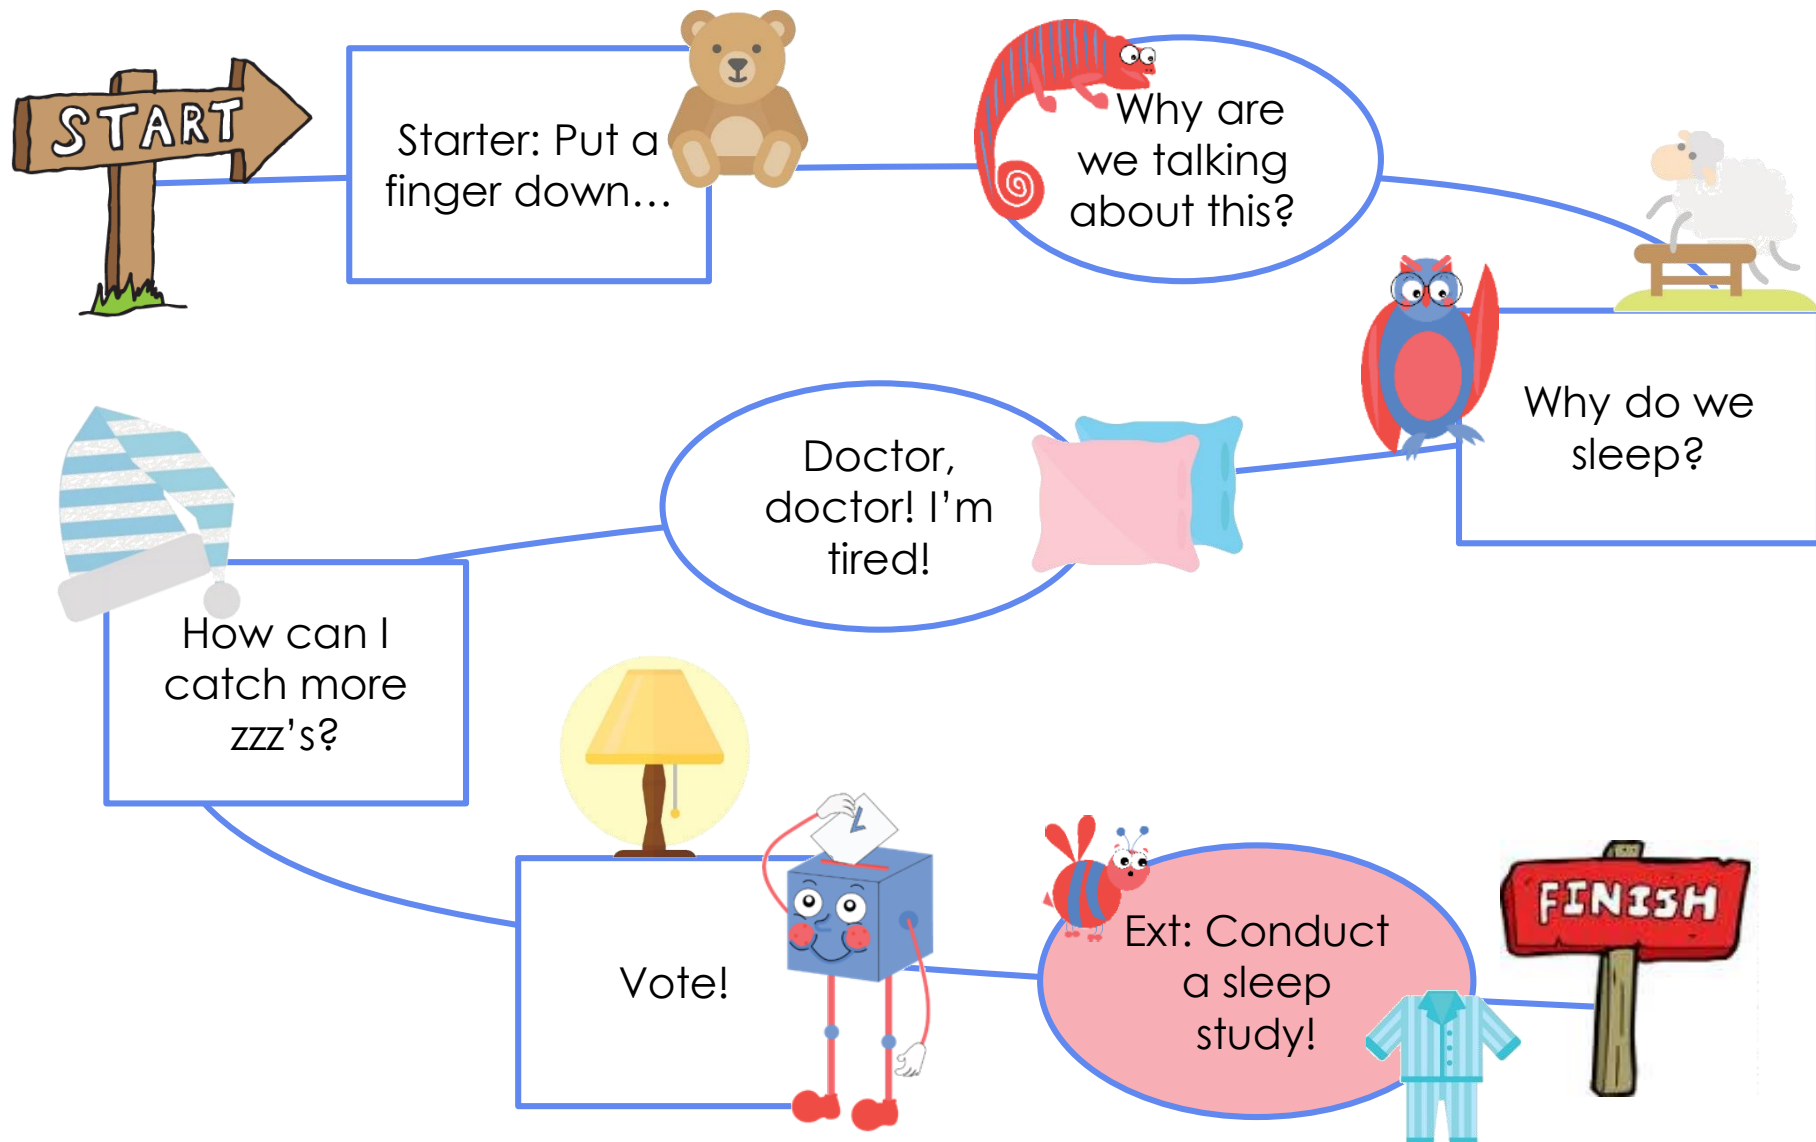 START
Starter: Put a
finger down…
Why are
we talking
about this?
Why do we
sleep?
Doctor,
doctor! I'm
tired!
How can I
catch more
zzz's?
Vote!
Ext: Conduct
a sleep
study!
FINISH